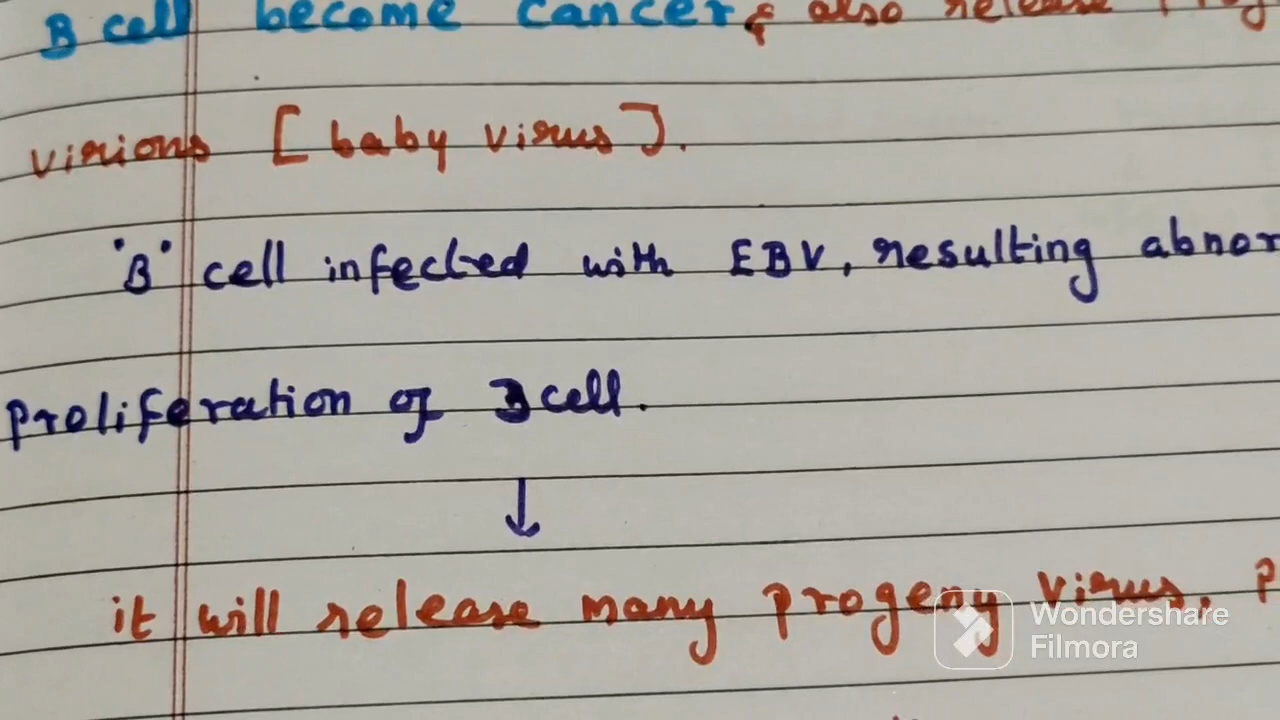 B cell become cancer & also release
virions [baby virus].
'B' cell infected with EBV, resulting abnor
proliferation of B cell.
↓
it will release many progeny virus. P
Wondershare
Filmora